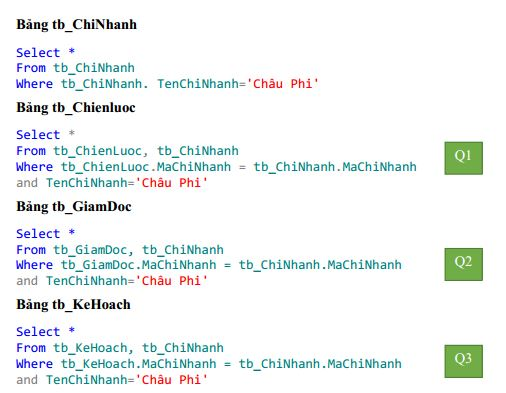 Bảng tb_ChiNhanh
Select *
From tb_ChiNhanh
Where tb_ChiNhanh. TenChiNhanh='Châu Phi'
Bảng tb_Chienluoc
Select *
From tb_ChienLuoc, tb_ChiNhanh
Where tb_ChienLuoc.MaChiNhanh = tb_ChiNhanh.MaChiNhanh
and TenChiNhanh='Châu Phi'
Q1
Bảng tb_GiamDoc
Select *
From tb_GiamDoc, tb_ChiNhanh
Where tb_GiamDoc.MaChiNhanh = tb_ChiNhanh.MaChiNhanh
and TenChiNhanh='Châu Phi'
Q2
Bảng tb_KeHoach
Select *
From tb_KeHoach, tb_ChiNhanh
Where tb_KeHoach.MaChiNhanh = tb_ChiNhanh.MaChiNhanh
and TenChiNhanh='Châu Phi'
Q3